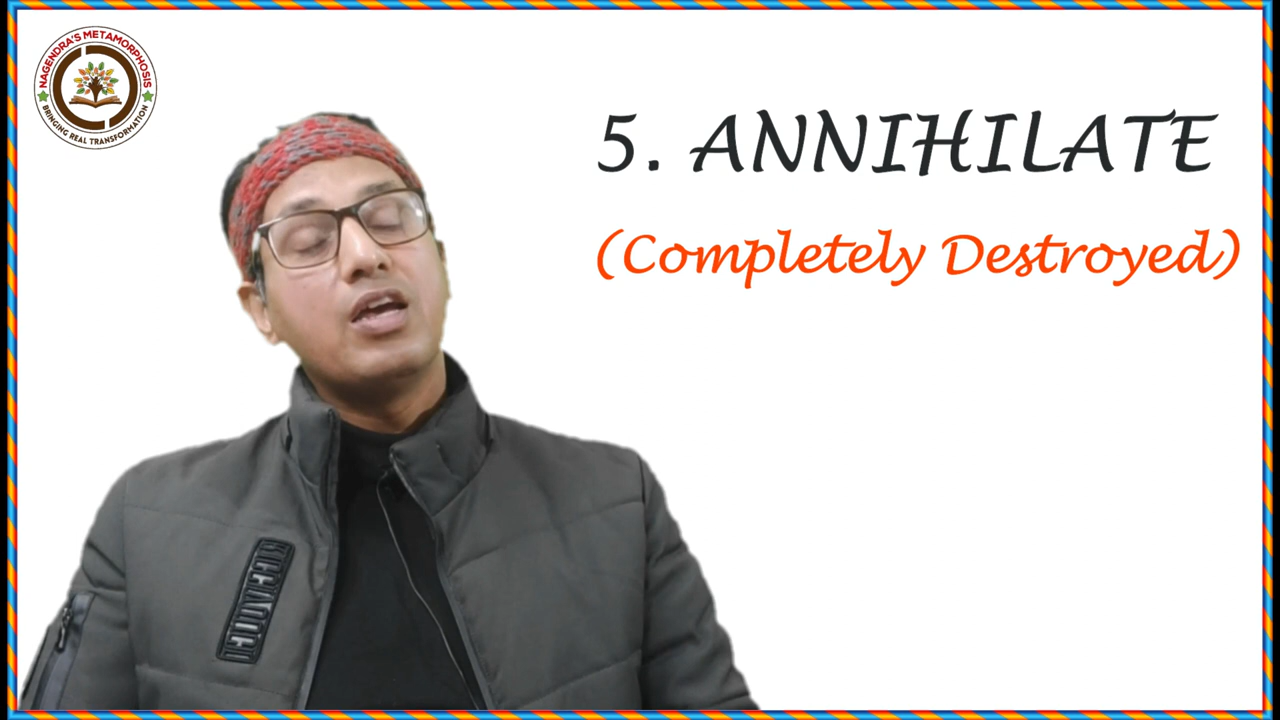 NAGENDRA'S METAMORPHOSIS
BRINGING REAL TRANSFORMATION
5. ANNIHILATE
(Completely Destroyed)